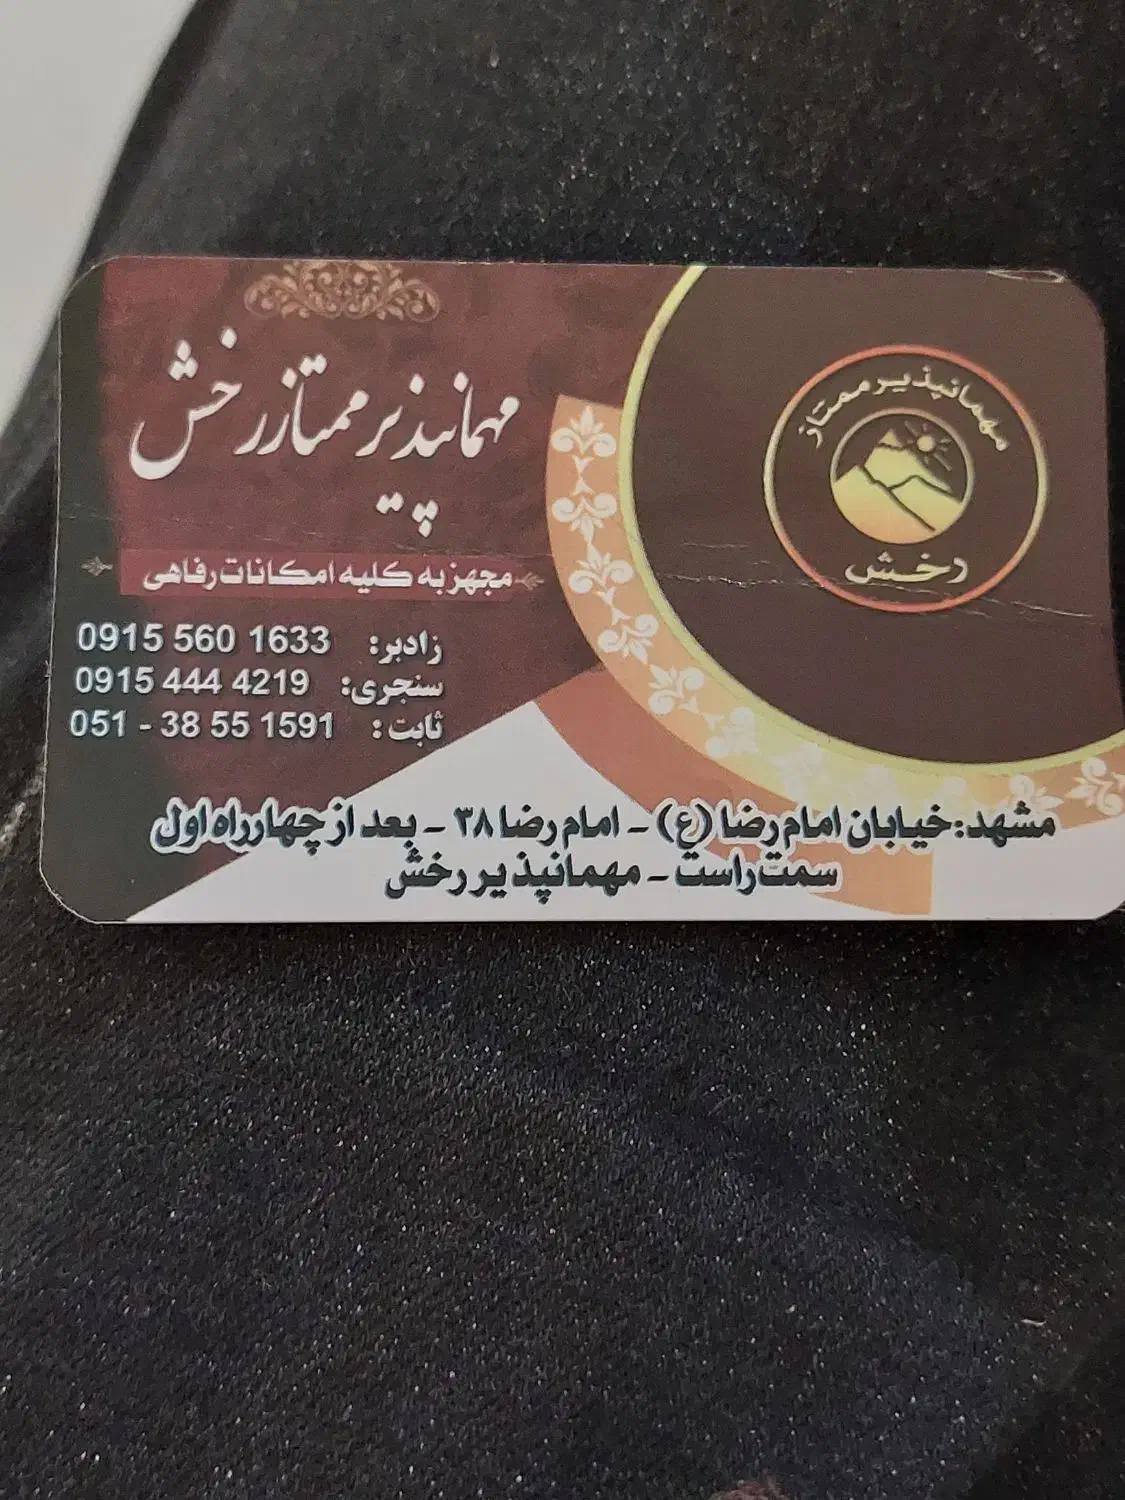 مهمانپذیر ممتاز رخش
مجهز به کلیه امکانات رفاهی
زادبر: 0915 560 1633
سنجری: 0915 444 4219
ثابت: 051 - 38 55 1591
مهمانپذیر ممتاز
رخش
مشهد: خیابان امام رضا (ع) - امام رضا ۳۸ - بعد از چهارراه اول
سمت راست - مهمانپذیر رخش